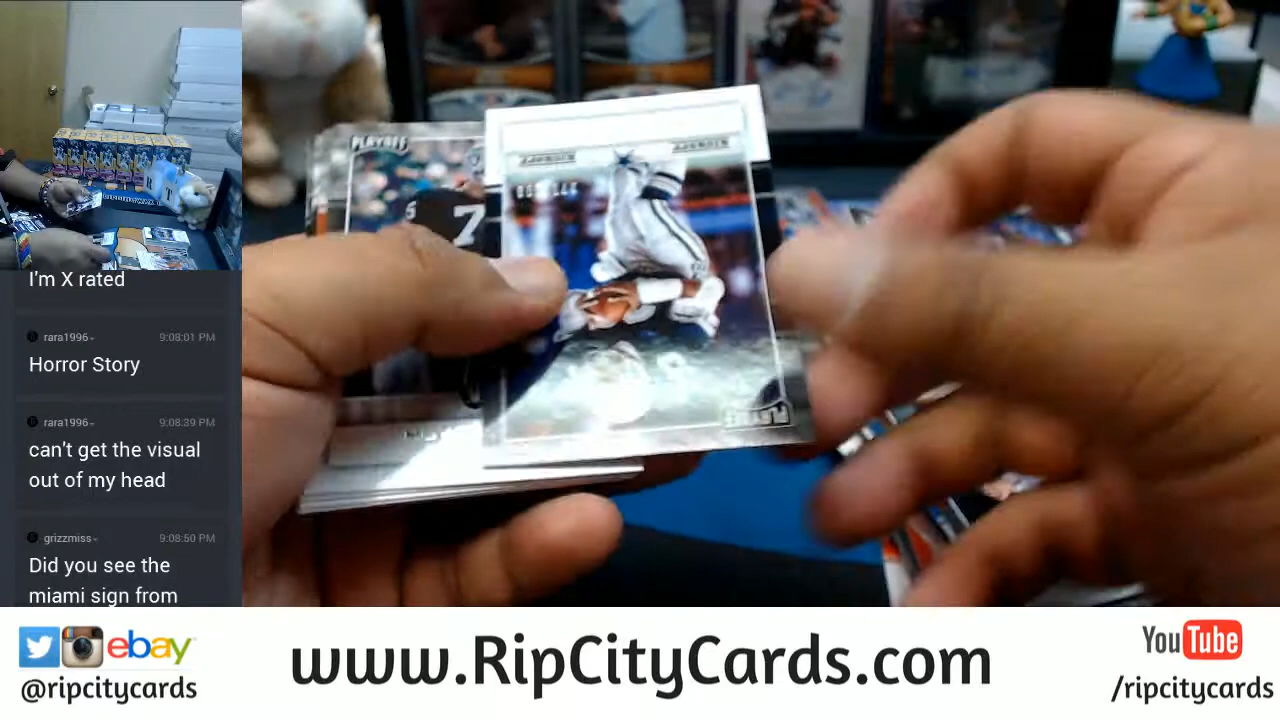 I'm X rated
rara1996
9:08:01 PM
Horror Story
rara1996
9:08:39 PM
can't get the visual
out of my head
grizzmiss
9:08:50 PM
Did you see the
miami sign from
PLAYOFF
7
ebay
@ripcitycards
www.RipCityCards.com
YouTube
/ripcitycards